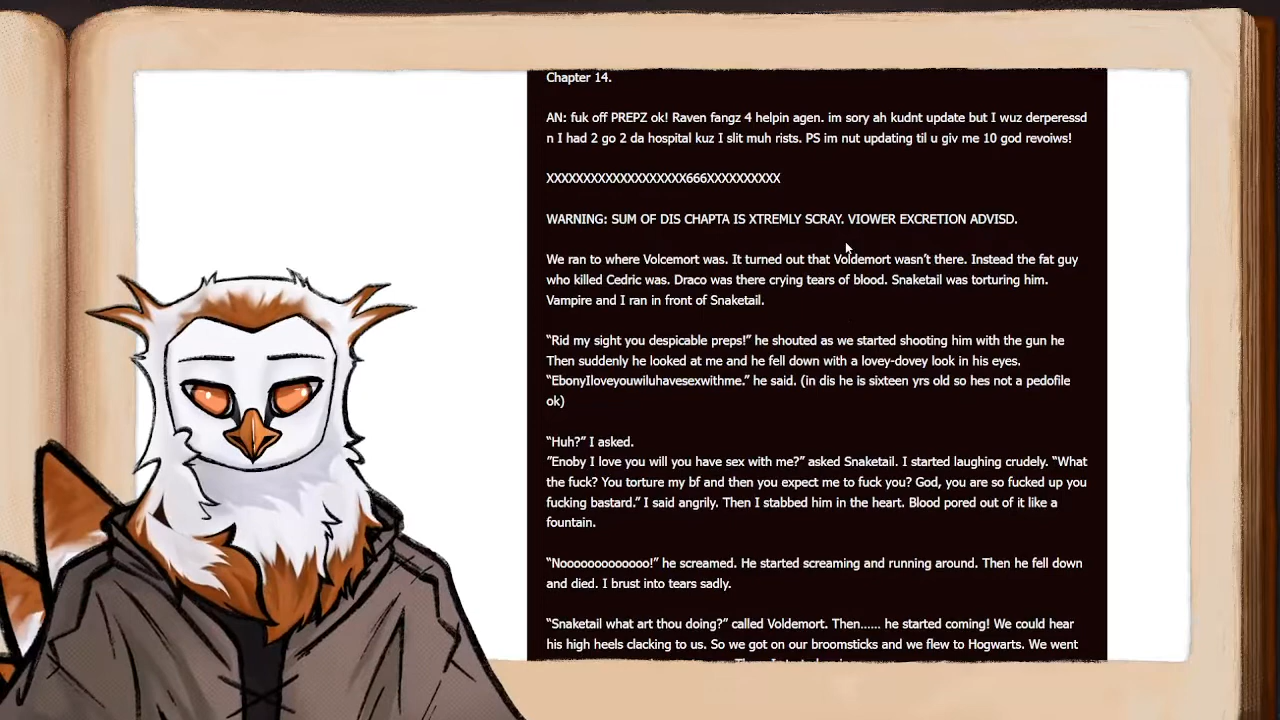 Chapter 14.
AN: fuk off PREPZ ok! Raven fangz 4 helpin agen. im sory ah kudnt update but I wuz derperessd
n I had 2 go 2 da hospital kuz I slit muh rists. PS im nut updating til u giv me 10 god revoiws!
XXXXXXXXXXXXXXXXXXX666XXXXXXXXXX
WARNING: SUM OF DIS CHAPTA IS XTREMLY SCRAY. VIOWER EXCRETION ADVISD.
We ran to where Volcemort was. It turned out that Voldemort wasn’t there. Instead the fat guy
who killed Cedric was. Draco was there crying tears of blood. Snaketail was torturing him.
Vampire and I ran in front of Snaketail.
“Rid my sight you despicable preps!” he shouted as we started shooting him with the gun he
Then suddenly he looked at me and he fell down with a lovey-dovey look in his eyes.
“EbonyIloveyouwiluhavesexwithme.” he said. (in dis he is sixteen yrs old so hes not a pedofile
ok)
“Huh?” I asked.
”Enoby I love you will you have sex with me?” asked Snaketail. I started laughing crudely. “What
the fuck? You torture my bf and then you expect me to fuck you? God, you are so fucked up you
fucking bastard.” I said angrily. Then I stabbed him in the heart. Blood pored out of it like a
fountain.
“Nooooooooooooo!” he screamed. He started screaming and running around. Then he fell down
and died. I brust into tears sadly.
“Snaketail what art thou doing?” called Voldemort. Then...... he started coming! We could hear
his high heels clacking to us. So we got on our broomsticks and we flew to Hogwarts. We went